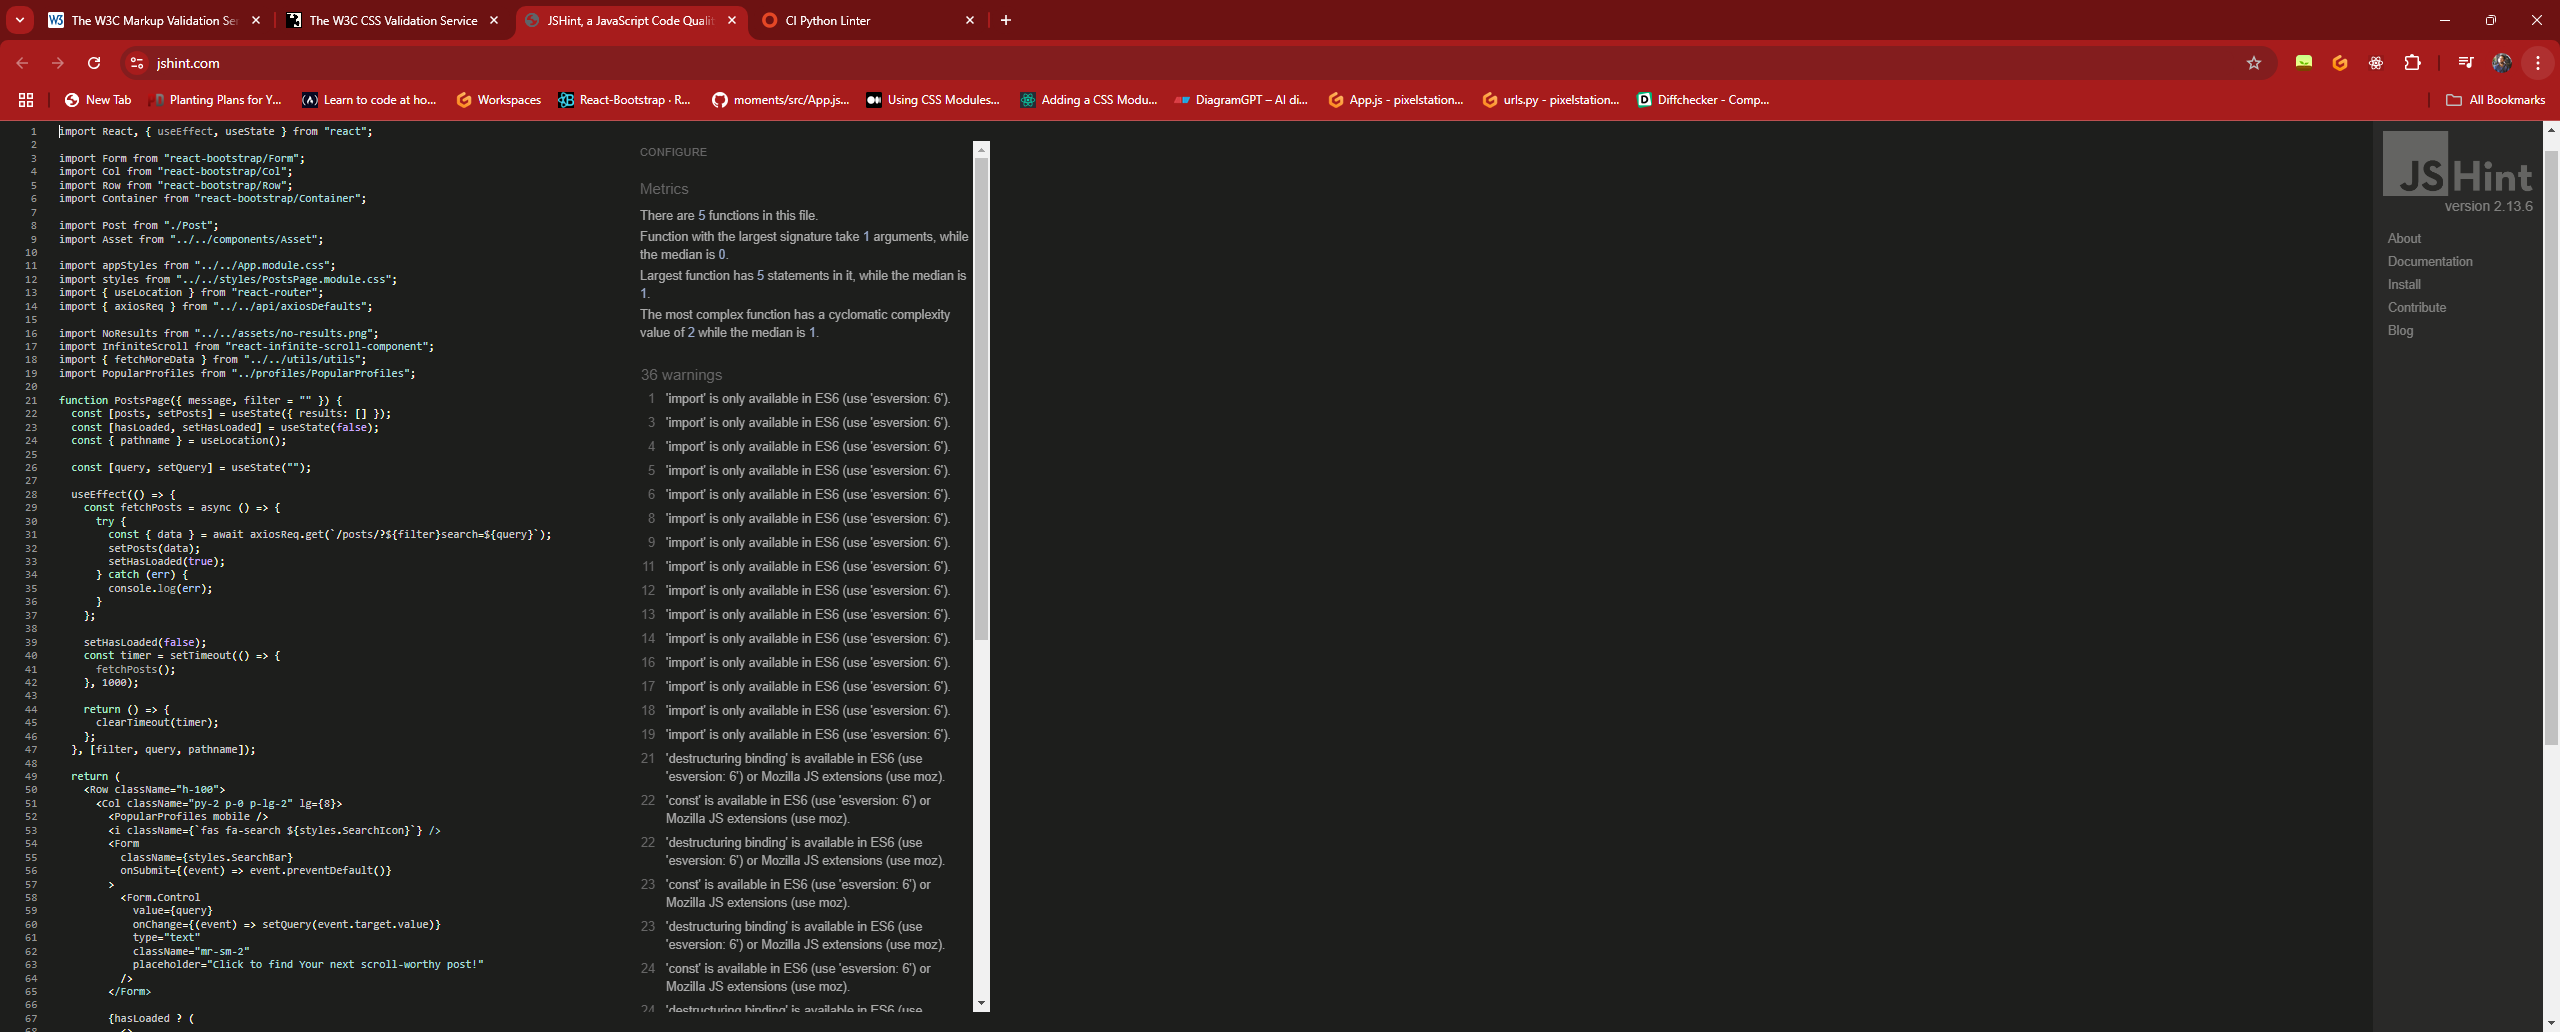 The W3C Markup Validation Ser
The W3C CSS Validation Service
JSHint, a JavaScript Code Qualit
CI Python Linter
jshint.com
New Tab
Planting Plans for Y...
Learn to code at ho...
Workspaces
React-Bootstrap · R...
moments/src/App.js...
Using CSS Modules...
Adding a CSS Modu...
DiagramGPT – AI di...
App.js - pixelstation...
urls.py - pixelstation...
Diffchecker - Comp...
All Bookmarks
1 import React, { useEffect, useState } from "react";
2
3 import Form from "react-bootstrap/Form";
4 import Col from "react-bootstrap/Col";
5 import Row from "react-bootstrap/Row";
6 import Container from "react-bootstrap/Container";
7
8 import Post from "./Post";
9 import Asset from "../../components/Asset";
10
11 import appStyles from "../../App.module.css";
12 import styles from "../../styles/PostsPage.module.css";
13 import { useLocation } from "react-router";
14 import { axiosReq } from "../../api/axiosDefaults";
15
16 import NoResults from "../../assets/no-results.png";
17 import InfiniteScroll from "react-infinite-scroll-component";
18 import { fetchMoreData } from "../../utils/utils";
19 import PopularProfiles from "../profiles/PopularProfiles";
20
21 function PostsPage({ message, filter = "" }) {
22 const [posts, setPosts] = useState({ results: [] });
23 const [hasLoaded, setHasLoaded] = useState(false);
24 const { pathname } = useLocation();
25
26 const [query, setQuery] = useState("");
27
28 useEffect(() => {
29 const fetchPosts = async () => {
30 try {
31 const { data } = await axiosReq.get(`/posts/?${filter}search=${query}`);
32 setPosts(data);
33 setHasLoaded(true);
34 } catch (err) {
35 console.log(err);
36 }
37 };
38
39 setHasLoaded(false);
40 const timer = setTimeout(() => {
41 fetchPosts();
42 }, 1000);
43
44 return () => {
45 clearTimeout(timer);
46 };
47 }, [filter, query, pathname]);
48
49 return (
50 <Row className="h-100">
51 <Col className="py-2 p-0 p-lg-2" lg={8}>
52 <PopularProfiles mobile />
53 <i className={`fas fa-search ${styles.SearchIcon}`} />
54 <Form
55 className={styles.SearchBar}
56 onSubmit={(event) => event.preventDefault()}
57 >
58 <Form.Control
59 value={query}
60 onChange={(event) => setQuery(event.target.value)}
61 type="text"
62 className="mr-sm-2"
63 placeholder="Click to find Your next scroll-worthy post!"
64 />
65 </Form>
66
67 {hasLoaded ? (
68 <>
CONFIGURE
Metrics
There are 5 functions in this file.
Function with the largest signature take 1 arguments, while
the median is 0.
Largest function has 5 statements in it, while the median is
1.
The most complex function has a cyclomatic complexity
value of 2 while the median is 1.
36 warnings
1 'import' is only available in ES6 (use 'esversion: 6').
3 'import' is only available in ES6 (use 'esversion: 6').
4 'import' is only available in ES6 (use 'esversion: 6').
5 'import' is only available in ES6 (use 'esversion: 6').
6 'import' is only available in ES6 (use 'esversion: 6').
8 'import' is only available in ES6 (use 'esversion: 6').
9 'import' is only available in ES6 (use 'esversion: 6').
11 'import' is only available in ES6 (use 'esversion: 6').
12 'import' is only available in ES6 (use 'esversion: 6').
13 'import' is only available in ES6 (use 'esversion: 6').
14 'import' is only available in ES6 (use 'esversion: 6').
16 'import' is only available in ES6 (use 'esversion: 6').
17 'import' is only available in ES6 (use 'esversion: 6').
18 'import' is only available in ES6 (use 'esversion: 6').
19 'import' is only available in ES6 (use 'esversion: 6').
21 'destructuring binding' is available in ES6 (use
'esversion: 6') or Mozilla JS extensions (use moz).
22 'const' is available in ES6 (use 'esversion: 6') or
Mozilla JS extensions (use moz).
22 'destructuring binding' is available in ES6 (use
'esversion: 6') or Mozilla JS extensions (use moz).
23 'const' is available in ES6 (use 'esversion: 6') or
Mozilla JS extensions (use moz).
23 'destructuring binding' is available in ES6 (use
'esversion: 6') or Mozilla JS extensions (use moz).
24 'const' is available in ES6 (use 'esversion: 6') or
Mozilla JS extensions (use moz).
24 'destructuring binding' is available in ES6 (use
JSHint
version 2.13.6
About
Documentation
Install
Contribute
Blog